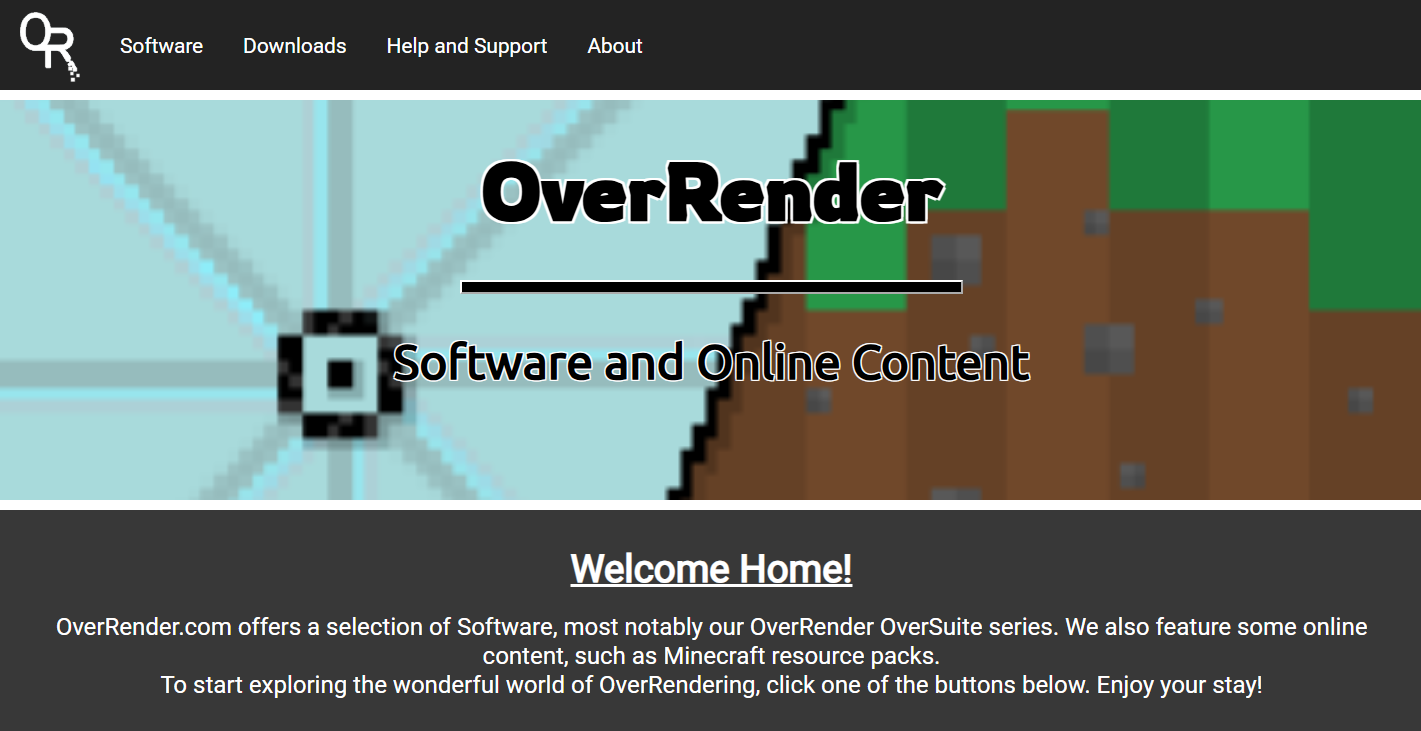 OR
Software Downloads Help and Support About
OverRender
Software and Online Content
Welcome Home!
OverRender.com offers a selection of Software, most notably our OverRender OverSuite series. We also feature some online
content, such as Minecraft resource packs.
To start exploring the wonderful world of OverRendering, click one of the buttons below. Enjoy your stay!